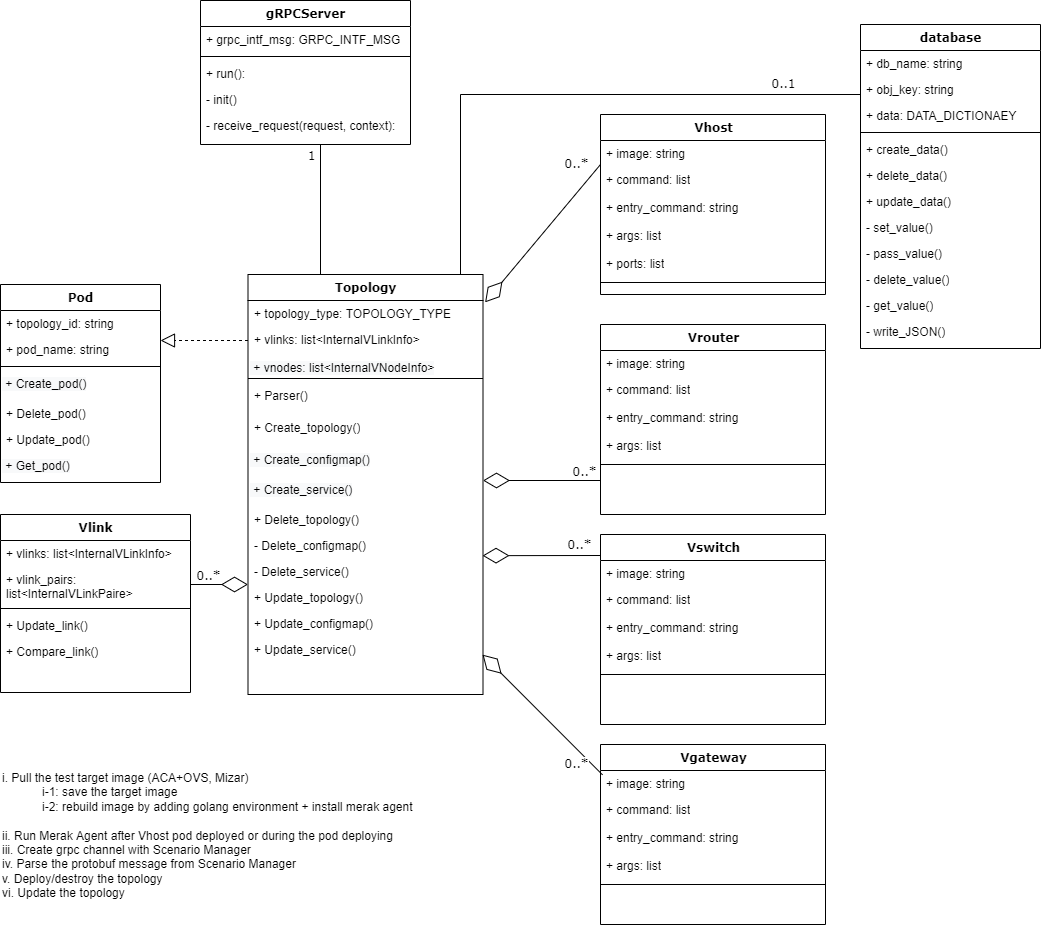 gRPCServer
+ grpc_intf_msg: GRPC_INTF_MSG
+ run():
- init()
- receive_request(request, context):
1
database
+ db_name: string
+ obj_key: string
+ data: DATA_DICTIONAEY
+ create_data()
+ delete_data()
+ update_data()
- set_value()
- pass_value()
- delete_value()
- get_value()
- write_JSON()
0..1
Vhost
+ image: string
+ command: list
+ entry_command: string
+ args: list
+ ports: list
0..*
Topology
+ topology_type: TOPOLOGY_TYPE
+ vlinks: list<InternalVLinkInfo>
+ vnodes: list<InternalVNodeInfo>
+ Parser()
+ Create_topology()
+ Create_configmap()
+ Create_service()
+ Delete_topology()
- Delete_configmap()
- Delete_service()
+ Update_topology()
+ Update_configmap()
+ Update_service()
Pod
+ topology_id: string
+ pod_name: string
+ Create_pod()
+ Delete_pod()
+ Update_pod()
+ Get_pod()
Vrouter
+ image: string
+ command: list
+ entry_command: string
+ args: list
0..*
Vlink
+ vlinks: list<InternalVLinkInfo>
+ vlink_pairs:
list<InternalVLinkPaire>
+ Update_link()
+ Compare_link()
0..*
Vswitch
+ image: string
+ command: list
+ entry_command: string
+ args: list
0..*
Vgateway
+ image: string
+ command: list
+ entry_command: string
+ args: list
0..*
i. Pull the test target image (ACA+OVS, Mizar)
i-1: save the target image
i-2: rebuild image by adding golang environment + install merak agent
ii. Run Merak Agent after Vhost pod deployed or during the pod deploying
iii. Create grpc channel with Scenario Manager
iv. Parse the protobuf message from Scenario Manager
v. Deploy/destroy the topology
vi. Update the topology